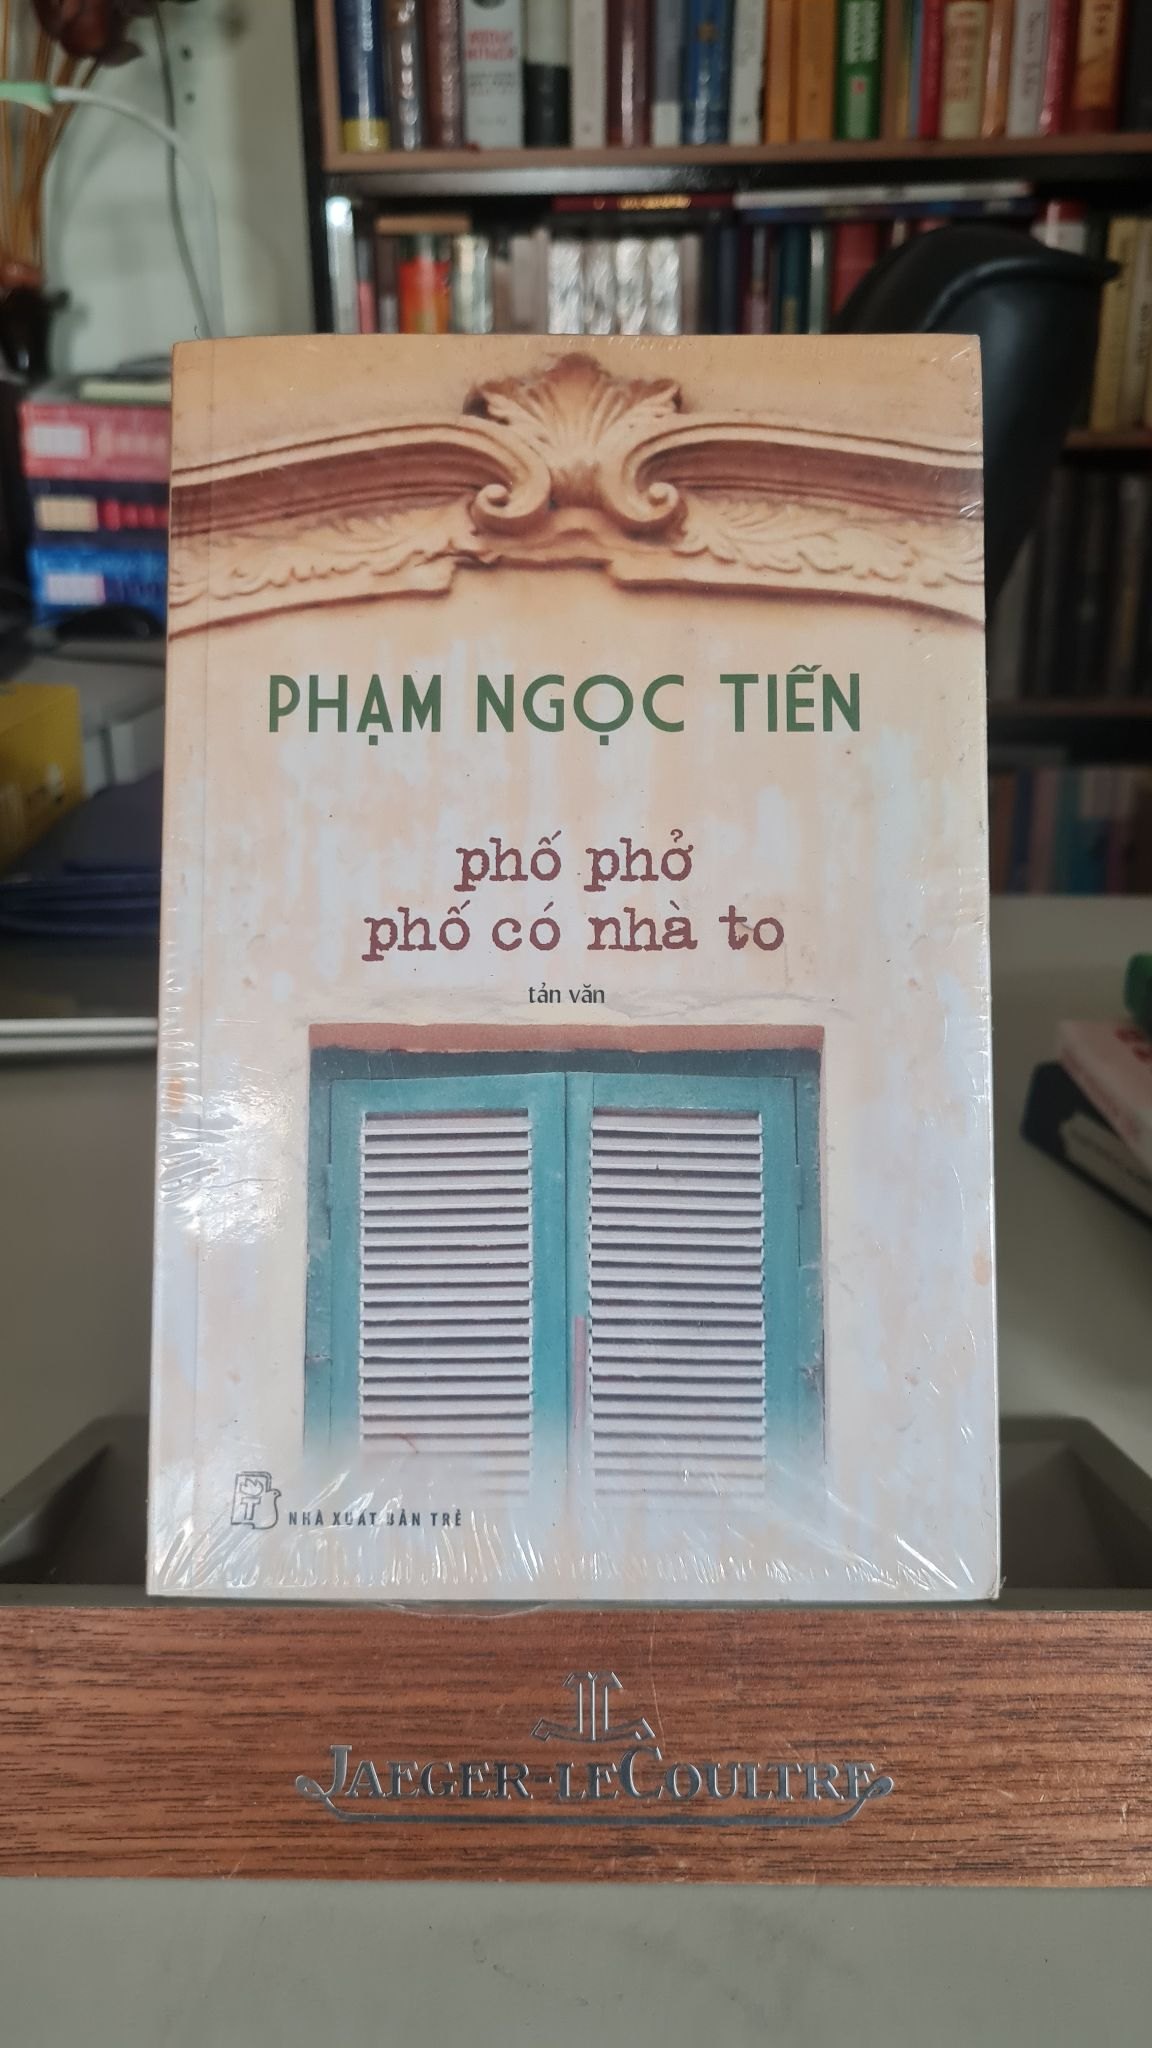 PHẠM NGỌC TIẾN
phố phở
phố có nhà to
tản văn
NHÀ XUẤT BẢN TRẺ
JAEGER-LECOULTRE